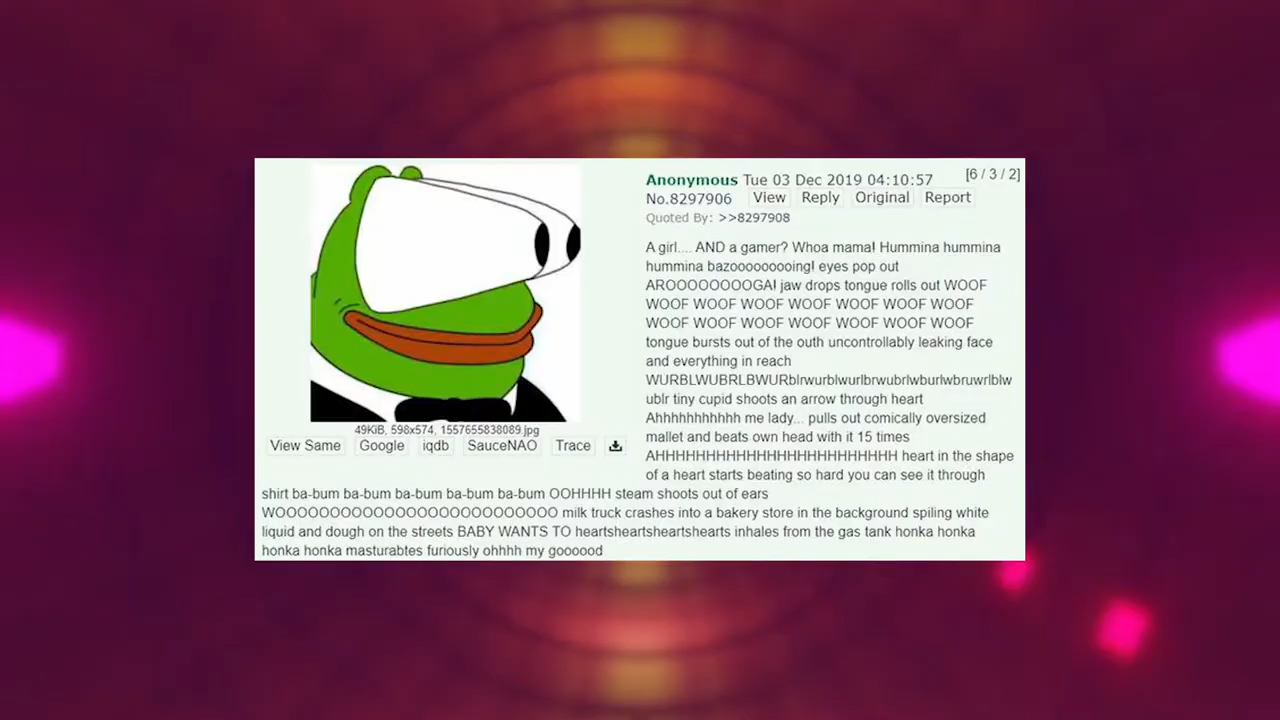 Anonymous Tue 03 Dec 2019 04:10:57 [6 / 3 / 2]
No.8297906 View Reply Original Report
Quoted By: >>8297908
A girl.... AND a gamer? Whoa mama! Hummina hummina
hummina bazooooooooing! eyes pop out
AROOOOOOOOGA! jaw drops tongue rolls out WOOF
WOOF WOOF WOOF WOOF WOOF WOOF WOOF
WOOF WOOF WOOF WOOF WOOF WOOF WOOF
tongue bursts out of the outh uncontrollably leaking face
and everything in reach
WURBLWUBRLBWURblrwurblwurlbrwubrlwburlwbruwrlblw
ublr tiny cupid shoots an arrow through heart
Ahhhhhhhhhhh me lady... pulls out comically oversized
mallet and beats own head with it 15 times
AHHHHHHHHHHHHHHHHHHHHHHHHH heart in the shape
of a heart starts beating so hard you can see it through
49KiB, 598x574, 1557655838089.jpg
View Same Google iqdb SauceNAO Trace
shirt ba-bum ba-bum ba-bum ba-bum ba-bum OOHHHH steam shoots out of ears
WOOOOOOOOOOOOOOOOOOOOOOOOOO milk truck crashes into a bakery store in the background spiling white
liquid and dough on the streets BABY WANTS TO heartsheartsheartshearts inhales from the gas tank honka honka
honka honka masturabtes furiously ohhhh my goooood